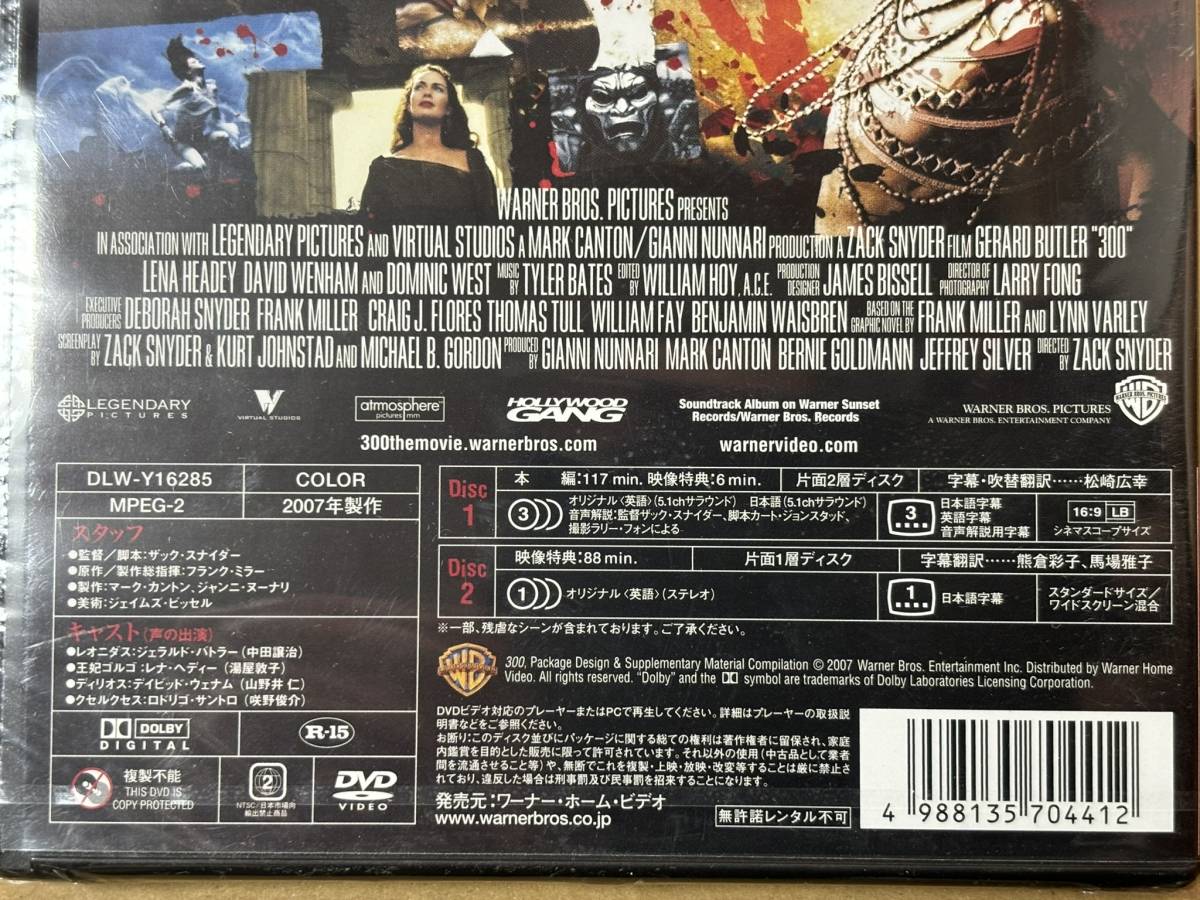 WARNER BROS. PICTURES PRESENTS
IN ASSOCIATION WITH LEGENDARY PICTURES AND VIRTUAL STUDIOS A MARK CANTON/GIANNI NUNNARI PRODUCTION A ZACK SNYDER FILM GERARD BUTLER "300"
LENA HEADEY DAVID WENHAM AND DOMINIC WEST MUSIC BY TYLER BATES EDITED BY WILLIAM HOY, A.C.E. PRODUCTION DESIGNER JAMES BISSELL DIRECTOR OF PHOTOGRAPHY LARRY FONG
EXECUTIVE PRODUCERS DEBORAH SNYDER FRANK MILLER CRAIG J. FLORES THOMAS TULL WILLIAM FAY BENJAMIN WAISBREN BASED ON THE GRAPHIC NOVEL BY FRANK MILLER AND LYNN VARLEY
SCREENPLAY BY ZACK SNYDER & KURT JOHNSTAD AND MICHAEL B. GORDON PRODUCED BY GIANNI NUNNARI MARK CANTON BERNIE GOLDMANN JEFFREY SILVER DIRECTED BY ZACK SNYDER
LEGENDARY PICTURES
VIRTUAL STUDIOS
atmosphere pictures mm
HOLLYWOOD GANG
Soundtrack Album on Warner Sunset
Records/Warner Bros. Records
WARNER BROS. PICTURES
A WARNER BROS. ENTERTAINMENT COMPANY
WARNER BROS. PICTURES
300themovie.warnerbros.com
warnervideo.com
DLW-Y16285 COLOR
MPEG-2 2007年製作
スタッフ
●監督/脚本:ザック・スナイダー
●原作/製作総指揮:フランク・ミラー
●製作:マーク・カントン、ジャンニ・ヌーナリ
●美術:ジェイムズ・ビッセル
キャスト(声の出演)
●レオニダス:ジェラルド・バトラー(中田譲治)
●王妃ゴルゴ:レナ・ヘディー(湯屋敦子)
●ディリオス:デイビッド・ウェナム(山野井 仁)
●クセルクセス:ロドリゴ・サントロ(咲野俊介)
DOLBY
DIGITAL
R-15
複製不能
THIS DVD IS
COPY PROTECTED
2
NTSC/日本市場向
輸出禁止商品
DVD
VIDEO
Disc 1
本 編:117 min. 映像特典:6 min. 片面2層ディスク 字幕・吹替翻訳……松崎広幸
3
オリジナル〈英語〉(5.1chサラウンド) 日本語(5.1chサラウンド)
音声解説:監督ザック・スナイダー、脚本カート・ジョンスタッド、
撮影ラリー・フォンによる
3
日本語字幕
英語字幕
音声解説用字幕
16:9 LB
シネマスコープサイズ
Disc 2
映像特典:88 min. 片面1層ディスク 字幕翻訳……熊倉彩子、馬場雅子
1
オリジナル〈英語〉(ステレオ)
1
日本語字幕
スタンダードサイズ/
ワイドスクリーン混合
※一部、残虐なシーンが含まれております。ご了承ください。
300, Package Design & Supplementary Material Compilation © 2007 Warner Bros. Entertainment Inc. Distributed by Warner Home
Video. All rights reserved. "Dolby" and the DD symbol are trademarks of Dolby Laboratories Licensing Corporation.
DVDビデオ対応のプレーヤーまたはPCで再生してください。詳細はプレーヤーの取扱説
明書などをご参照ください。
お断り:このディスク並びにパッケージに関する総ての権利は著作権者に留保され、家庭
内鑑賞を目的とした販売に限って許可されています。それ以外の使用(中古品として業者
間を流通させること等)や、無断でこれを複製・上映・放映・改変等することは厳に禁止さ
れており、違反した場合は刑事罰及び民事罰を招来することになります。
発売元:ワーナー・ホーム・ビデオ
www.warnerbros.co.jp
無許諾レンタル不可
4 988135 704412